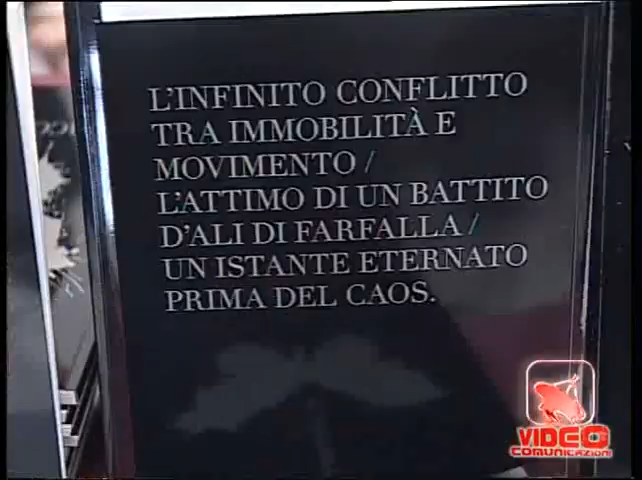 L'INFINITO CONFLITTO
TRA IMMOBILITÀ E
MOVIMENTO /
L'ATTIMO DI UN BATTITO
D'ALI DI FARFALLA /
UN ISTANTE ETERNATO
PRIMA DEL CAOS.
VIDEO
COMUNICAZIONI